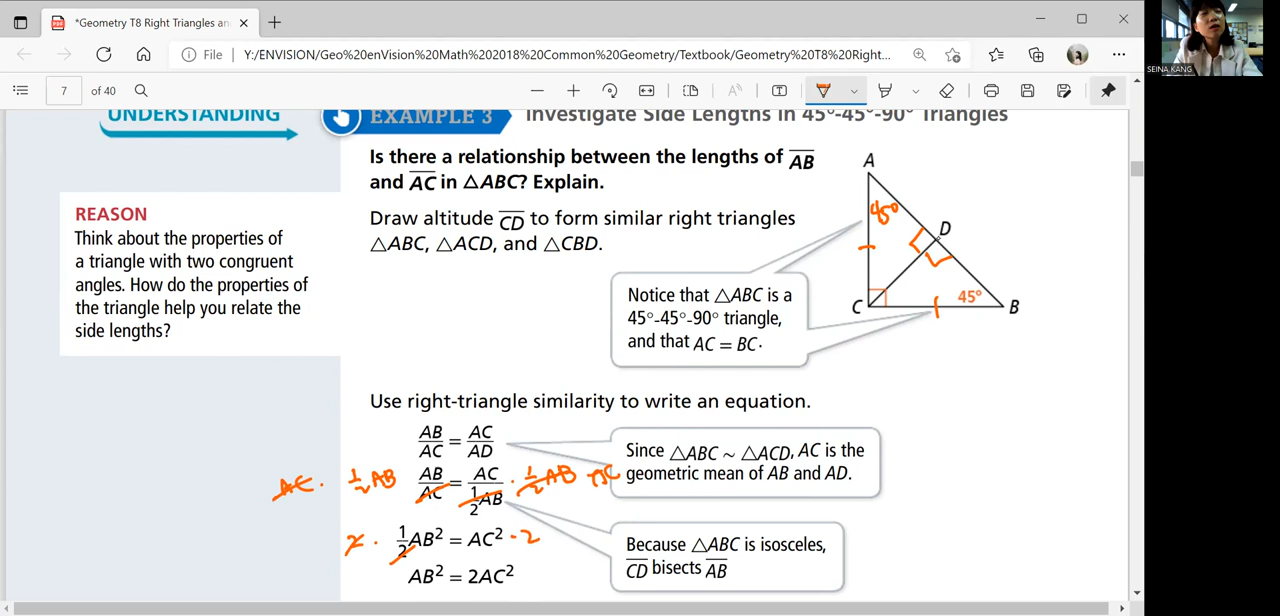 *Geometry T8 Right Triangles an
File
Y:/ENVISION/Geo%20enVision%20Math%202018%20Common%20Geometry/Textbook/Geometry%20T8%20Right...
7 of 40
SEINA KANG
UNDERSTANDING
EXAMPLE 3 Investigate Side Lengths in 45°-45°-90° Triangles
Is there a relationship between the lengths of AB
and AC in △ABC? Explain.
Draw altitude CD to form similar right triangles
△ABC, △ACD, and △CBD.
REASON
Think about the properties of
a triangle with two congruent
angles. How do the properties of
the triangle help you relate the
side lengths?
A
45°
D
C
45°
B
Notice that △ABC is a
45°-45°-90° triangle,
and that AC = BC.
Use right-triangle similarity to write an equation.
AB/AC = AC/AD
Since △ABC ~ △ACD, AC is the
geometric mean of AB and AD.
AC · 1/2 AB AB/AC = AC/(1/2 AB) · 1/2 AB
2 · 1/2 AB² = AC² · 2
Because △ABC is isosceles,
CD bisects AB
AB² = 2AC²